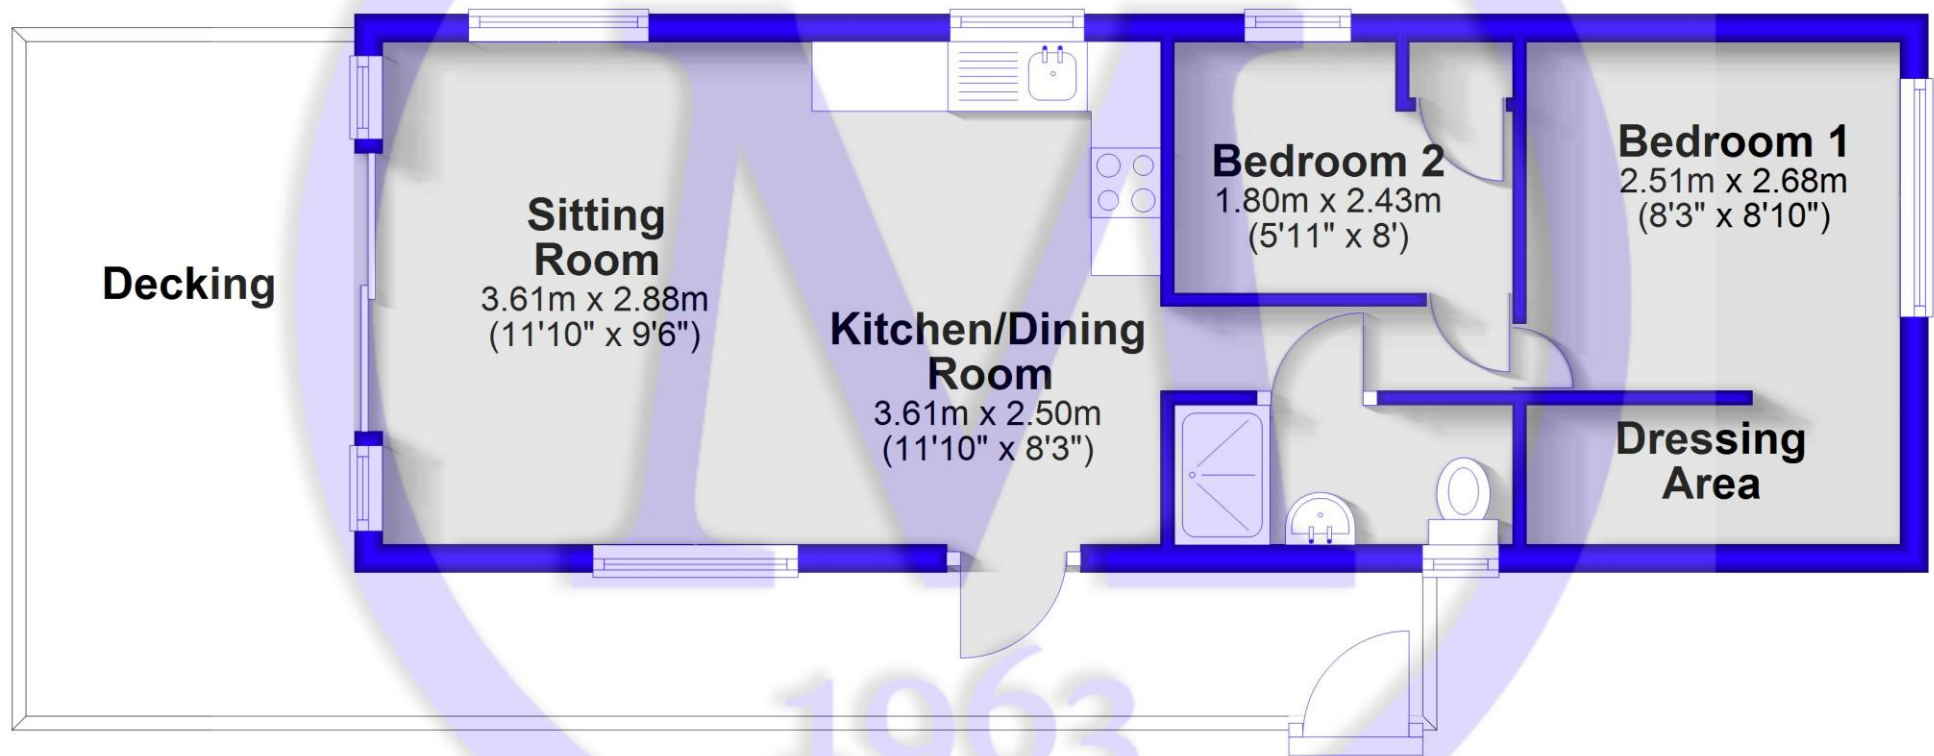 Decking
Sitting
Room
3.61m x 2.88m
(11'10" x 9'6")
Kitchen/Dining
Room
3.61m x 2.50m
(11'10" x 8'3")
Bedroom 2
1.80m x 2.43m
(5'11" x 8')
Bedroom 1
2.51m x 2.68m
(8'3" x 8'10")
Dressing
Area
M
1963